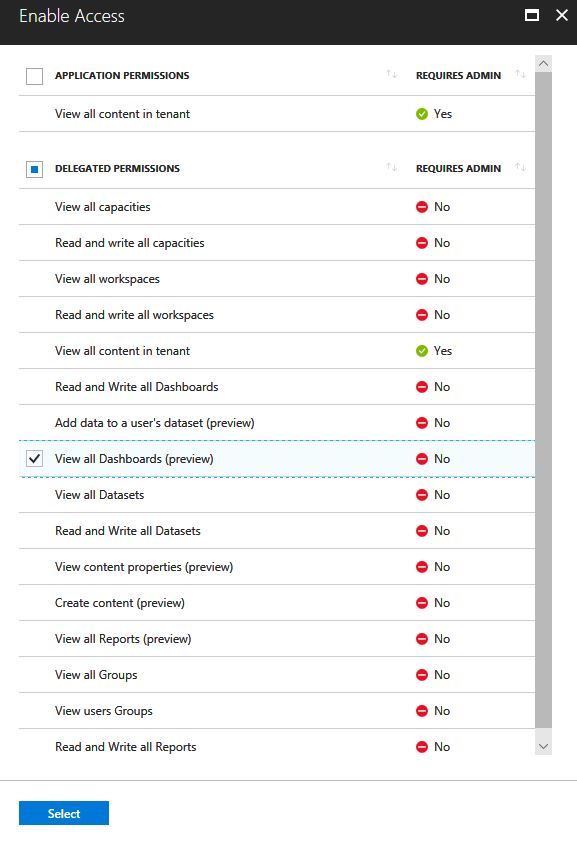 Enable Access
APPLICATION PERMISSIONS REQUIRES ADMIN
View all content in tenant Yes
DELEGATED PERMISSIONS REQUIRES ADMIN
View all capacities No
Read and write all capacities No
View all workspaces No
Read and write all workspaces No
View all content in tenant Yes
Read and Write all Dashboards No
Add data to a user's dataset (preview) No
View all Dashboards (preview) No
View all Datasets No
Read and Write all Datasets No
View content properties (preview) No
Create content (preview) No
View all Reports (preview) No
View all Groups No
View users Groups No
Read and Write all Reports No
Select